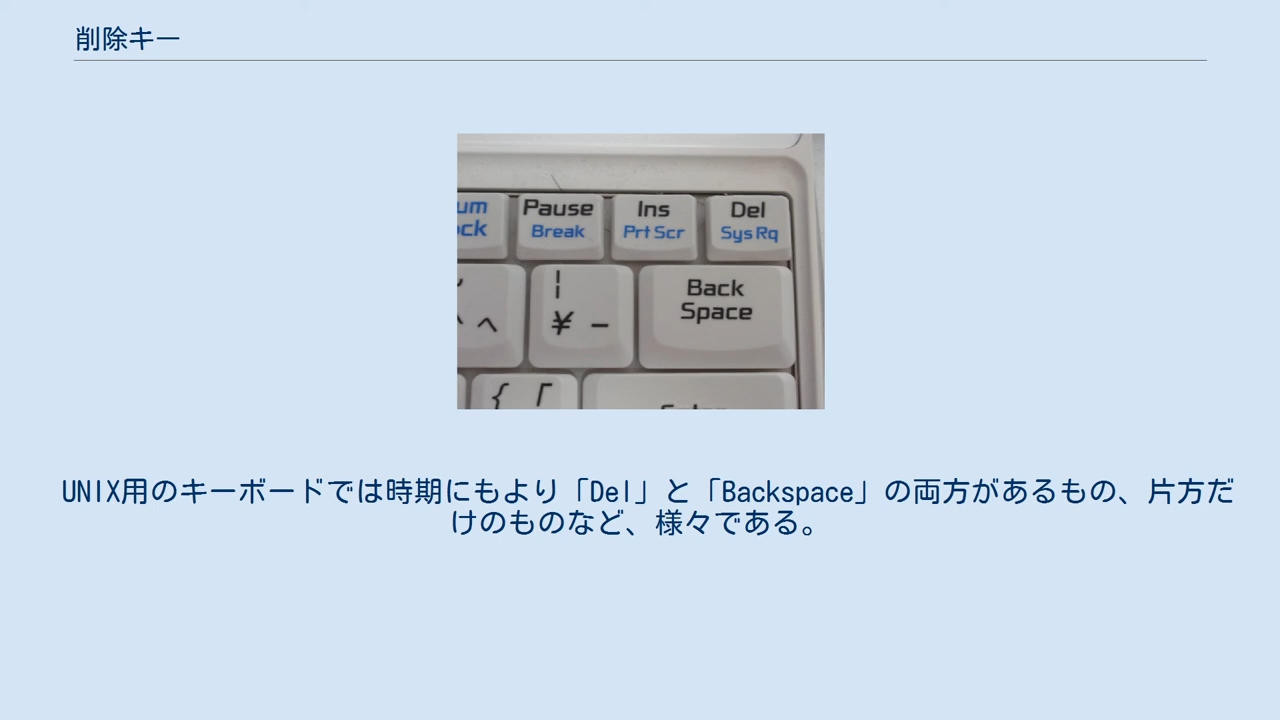 削除キー
Pause
Ins
Del
Break
Prt Scr
Sys Rq
Back
Space
¥
UNIX用のキーボードでは時期にもより「Del」と「Backspace」の両方があるもの、片方だ
けのものなど、様々である。